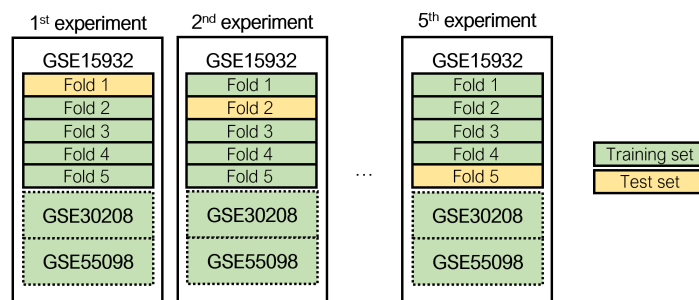 1st experiment
GSE15932
Fold 1
Fold 2
Fold 3
Fold 4
Fold 5
GSE30208
GSE55098
2nd experiment
GSE15932
Fold 1
Fold 2
Fold 3
Fold 4
Fold 5
GSE30208
GSE55098
...
5th experiment
GSE15932
Fold 1
Fold 2
Fold 3
Fold 4
Fold 5
GSE30208
GSE55098
Training set
Test set